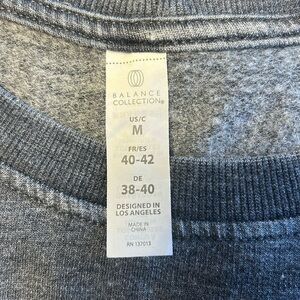 BALANCE
COLLECTION®
US/C
M
FR/ES
40-42
DE
38-40
DESIGNED IN
LOS ANGELES
MADE IN
CHINA
RN 137013